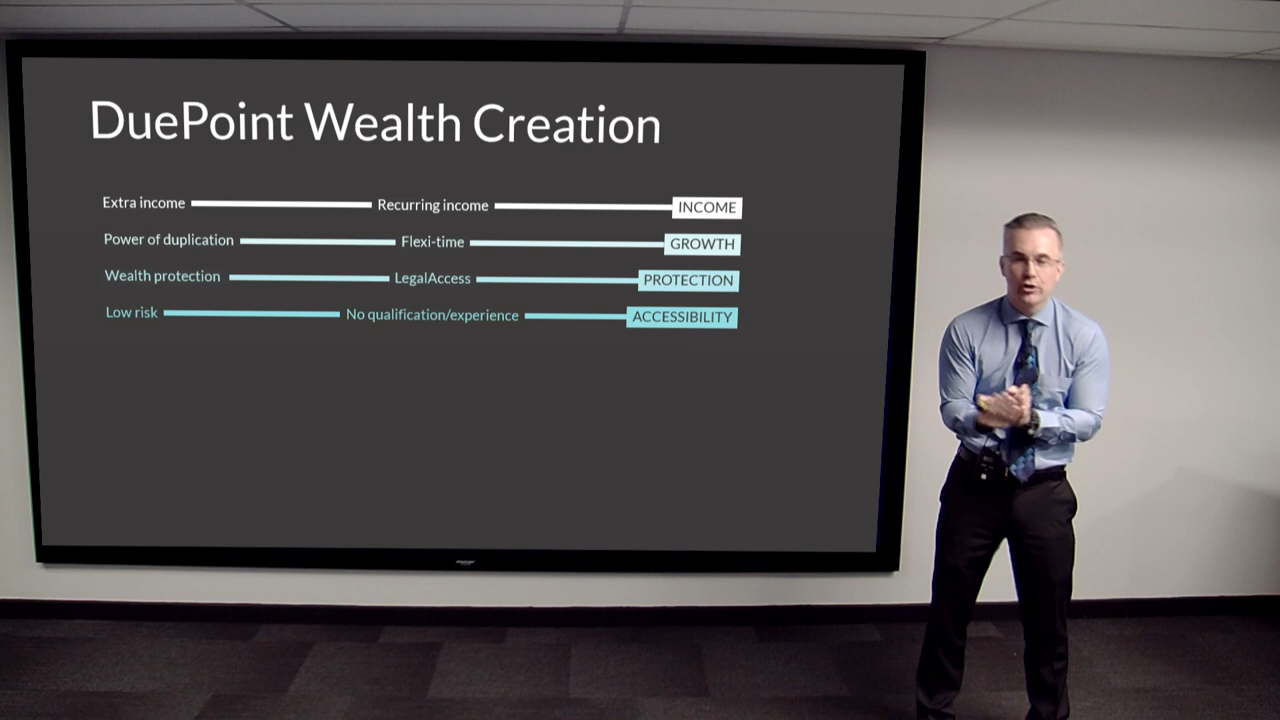 DuePoint Wealth Creation
Extra income Recurring income INCOME
Power of duplication Flexi-time GROWTH
Wealth protection LegalAccess PROTECTION
Low risk No qualification/experience ACCESSIBILITY